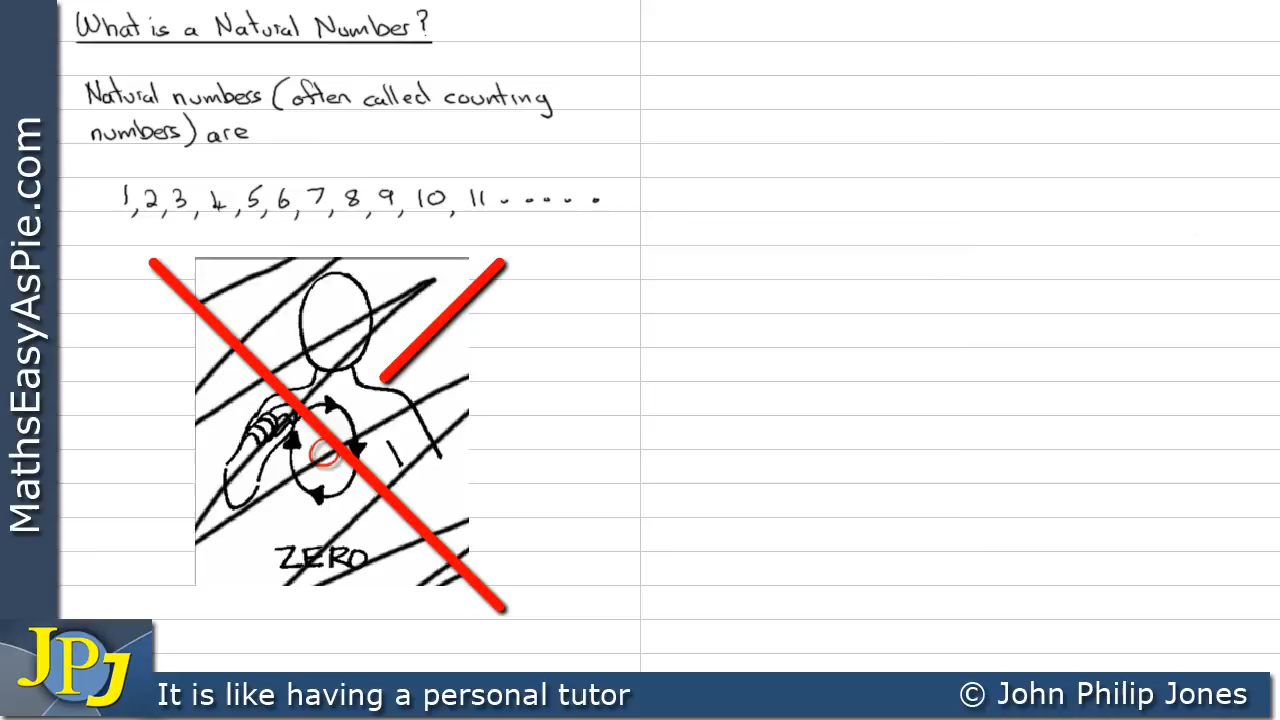 What is a Natural Number?
Natural numbers (often called counting
numbers) are
1, 2, 3, 4, 5, 6, 7, 8, 9, 10, 11 . . . . .
ZERO
MathsEasyAsPie.com
JPJ
It is like having a personal tutor
© John Philip Jones